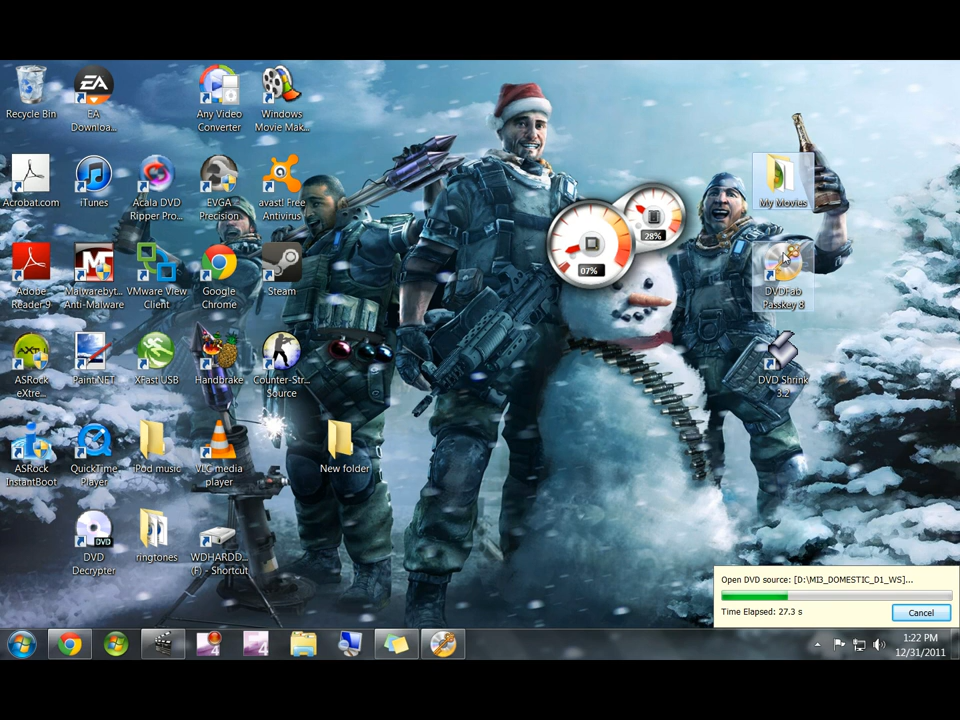 Recycle Bin
EA
Downloa...
Any Video
Converter
Windows
Movie Mak...
Acrobat.com
iTunes
Acala DVD
Ripper Pro...
EVGA
Precision
avast! Free
Antivirus
My Movies
28%
07%
Adobe
Reader 9
Malwarebyt...
Anti-Malware
VMware View
Client
Google
Chrome
Steam
DVDFab
Passkey 8
ASRock
eXtre...
Paint.NET
XFast USB
Handbrake
Counter-Str...
Source
DVD Shrink
3.2
ASRock
InstantBoot
QuickTime
Player
iPod music
VLC media
player
New folder
DVD
DVD
Decrypter
ringtones
WDHARDD...
(F) - Shortcut
Open DVD source: [D:\MI3_DOMESTIC_D1_WS]...
Time Elapsed: 27.3 s
Cancel
1:22 PM
12/31/2011